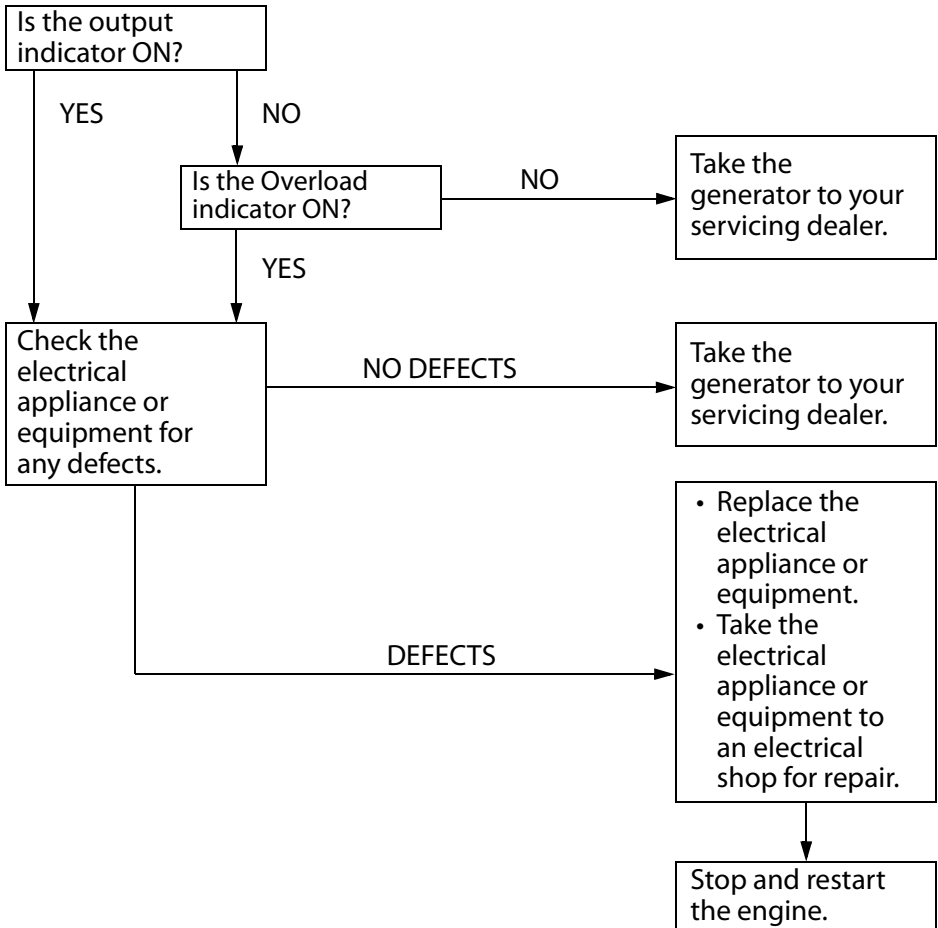 Is the output
indicator ON?
YES
NO
Is the Overload
indicator ON?
NO
Take the
generator to your
servicing dealer.
YES
Check the
electrical
appliance or
equipment for
any defects.
NO DEFECTS
Take the
generator to your
servicing dealer.
DEFECTS
• Replace the
electrical
appliance or
equipment.
• Take the
electrical
appliance or
equipment to
an electrical
shop for repair.
Stop and restart
the engine.